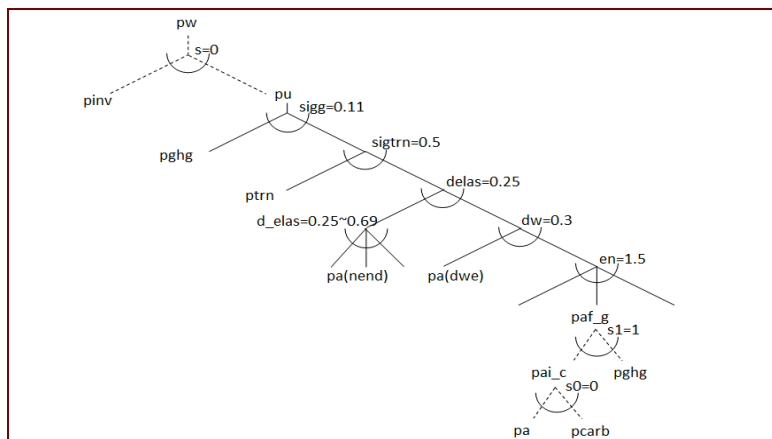 pw
s=0
pinv
pu
sigg=0.11
pghg
sigtrn=0.5
ptrn
delas=0.25
d_elas=0.25~0.69
dw=0.3
pa(nend)
pa(dwe)
en=1.5
paf_g
s1=1
pai_c
pghg
s0=0
pa
pcarb